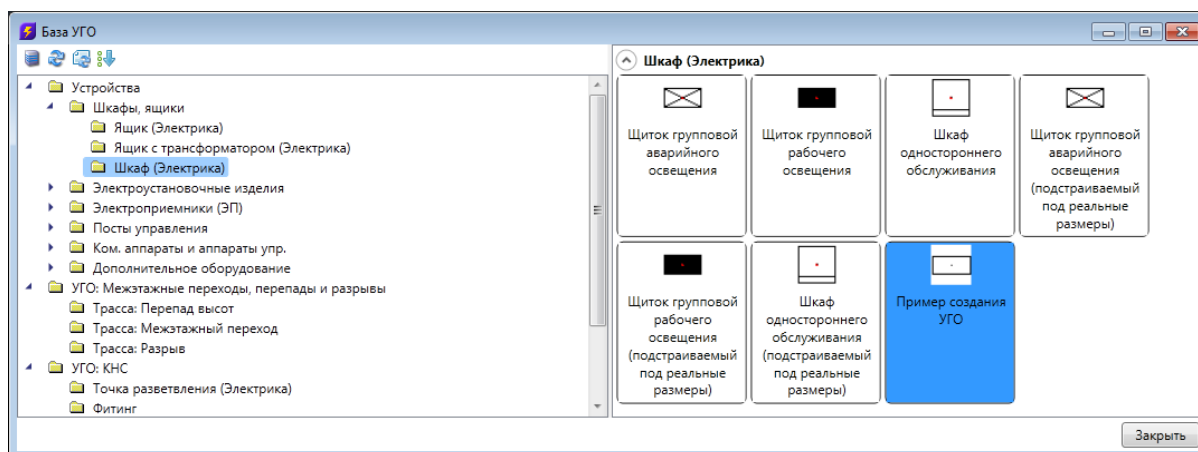 База УГО
Устройства
Шкафы, ящики
Ящик (Электрика)
Ящик с трансформатором (Электрика)
Шкаф (Электрика)
Электроустановочные изделия
Электроприемники (ЭП)
Посты управления
Ком. аппараты и аппараты упр.
Дополнительное оборудование
УГО: Межэтажные переходы, перепады и разрывы
Трасса: Перепад высот
Трасса: Межэтажный переход
Трасса: Разрыв
УГО: КНС
Точка разветвления (Электрика)
Фитинг
Шкаф (Электрика)
Щиток групповой
аварийного
освещения
Щиток групповой
рабочего
освещения
Шкаф
одностороннего
обслуживания
Щиток групповой
аварийного
освещения
(подстраиваемый
под реальные
размеры)
Щиток групповой
рабочего
освещения
(подстраиваемый
под реальные
размеры)
Шкаф
одностороннего
обслуживания
(подстраиваемый
под реальные
размеры)
Пример создания
УГО
Закрыть